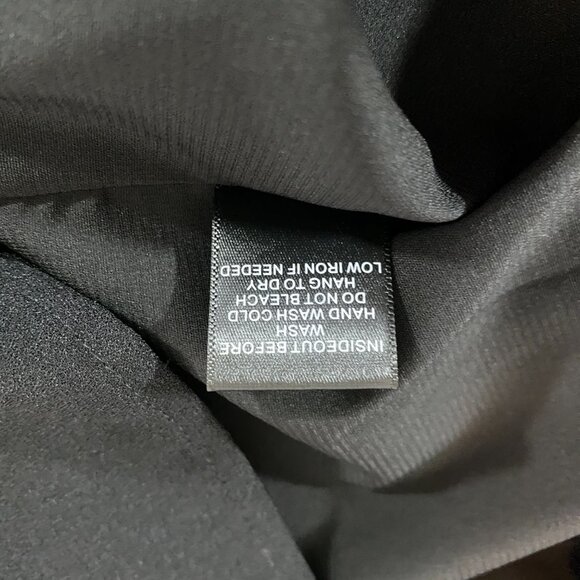 INSIDEOUT BEFORE
WASH
HAND WASH COLD
DO NOT BLEACH
HANG TO DRY
LOW IRON IF NEEDED